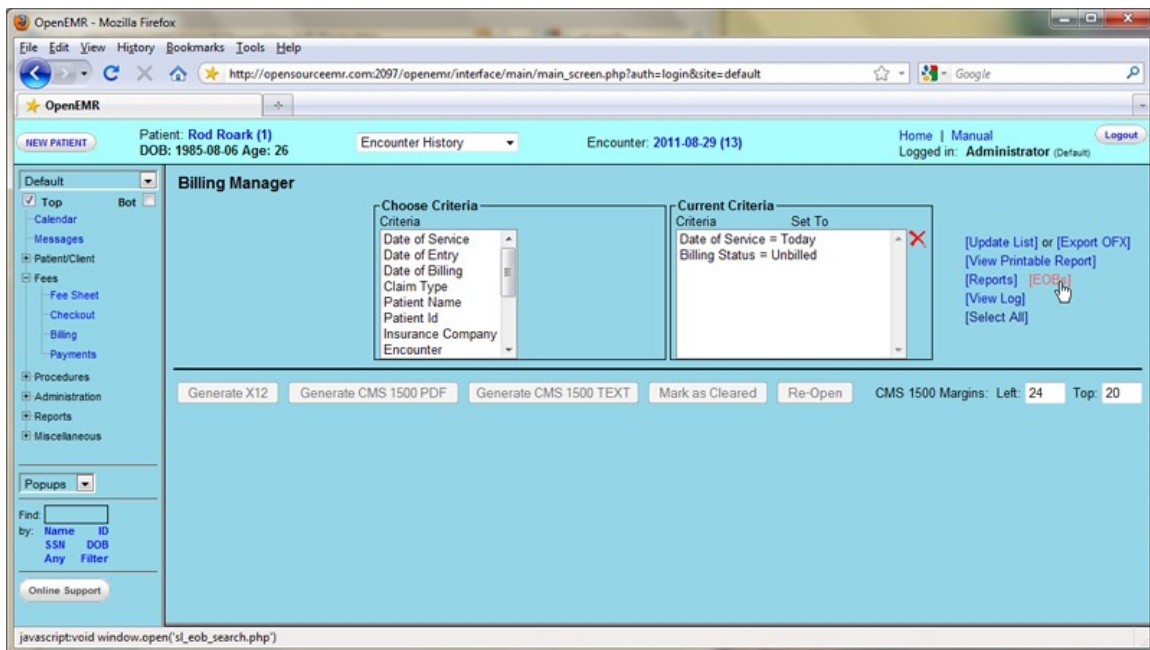 OpenEMR - Mozilla Firefox
File Edit View History Bookmarks Tools Help
http://opensourceemr.com:2097/openemr/interface/main/main_screen.php?auth=login&site=default
Google
OpenEMR
NEW PATIENT
Patient: Rod Roark (1)
DOB: 1985-08-06 Age: 26
Encounter History
Encounter: 2011-08-29 (13)
Home | Manual
Logged in: Administrator (Default)
Logout
Default
Top Bot
Calendar
Messages
Patient/Client
Fees
Fee Sheet
Checkout
Billing
Payments
Procedures
Administration
Reports
Miscellaneous
Popups
Find:
by: Name ID
SSN DOB
Any Filter
Online Support
Billing Manager
Choose Criteria
Criteria
Date of Service
Date of Entry
Date of Billing
Claim Type
Patient Name
Patient Id
Insurance Company
Encounter
Current Criteria
Criteria Set To
Date of Service = Today
Billing Status = Unbilled
[Update List] or [Export OFX]
[View Printable Report]
[Reports] [EOBs]
[View Log]
[Select All]
Generate X12 Generate CMS 1500 PDF Generate CMS 1500 TEXT Mark as Cleared Re-Open CMS 1500 Margins: Left: 24 Top: 20
javascript:void window.open('sl_eob_search.php')